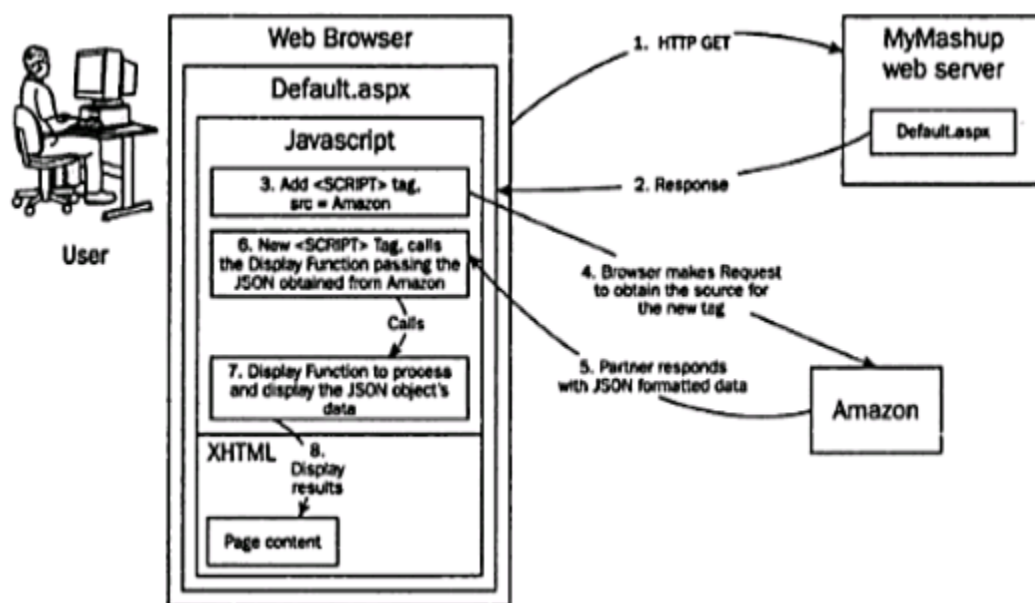 Web Browser
Default.aspx
Javascript
3. Add <SCRIPT> tag,
src = Amazon
6. New <SCRIPT> Tag, calls
the Display Function passing the
JSON obtained from Amazon
Calls
7. Display Function to process
and display the JSON object's
data
XHTML
8.
Display
results
Page content
User
1. HTTP GET
2. Response
4. Browser makes Request
to obtain the source for
the new tag
5. Partner responds
with JSON formatted data
MyMashup
web server
Default.aspx
Amazon